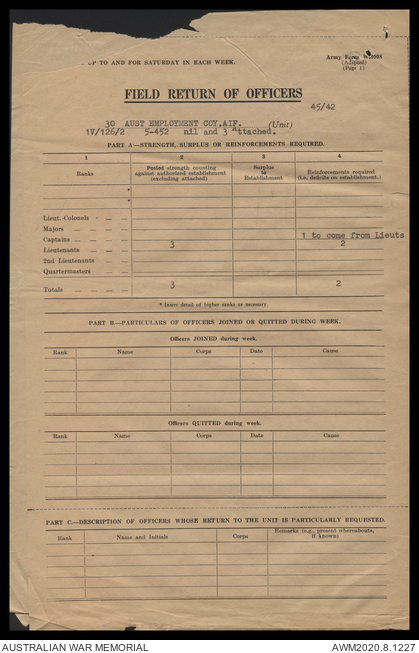 UP TO AND FOR SATURDAY IN EACH WEEK.
Army Form
(Adapted)
(Page 1)
FIELD RETURN OF OFFICERS
45/42
30 AUST EMPLOYMENT COY.AIF. (Unit)
1V/126/2 5-452 nil and 3 Attached.
PART A—STRENGTH, SURPLUS OR REINFORCEMENTS REQUIRED.
1 2 3 4
Ranks
Posted strength counting against authorised establishment (excluding attached)
Surplus to Establishment
Reinforcements required (i.e. deficits on establishment.)
*
*
Lieut. Colonels
Majors
Captains 1 to come from Lieuts
Lieutenants 3 2
2nd Lieutenants
Quartermasters
Totals 3 2
* Insert detail of higher ranks as necessary
PART B—PARTICULARS OF OFFICERS JOINED OR QUITTED DURING WEEK.
Officers JOINED during week.
Rank Name Corps Date Cause
Officers QUITTED during week.
Rank Name Corps Date Cause
PART C.—DESCRIPTION OF OFFICERS WHOSE RETURN TO THE UNIT IS PARTICULARLY REQUESTED.
Rank Name and Initials Corps Remarks (e.g., present whereabouts, if known)
AUSTRALIAN WAR MEMORIAL AWM2020.8.1227